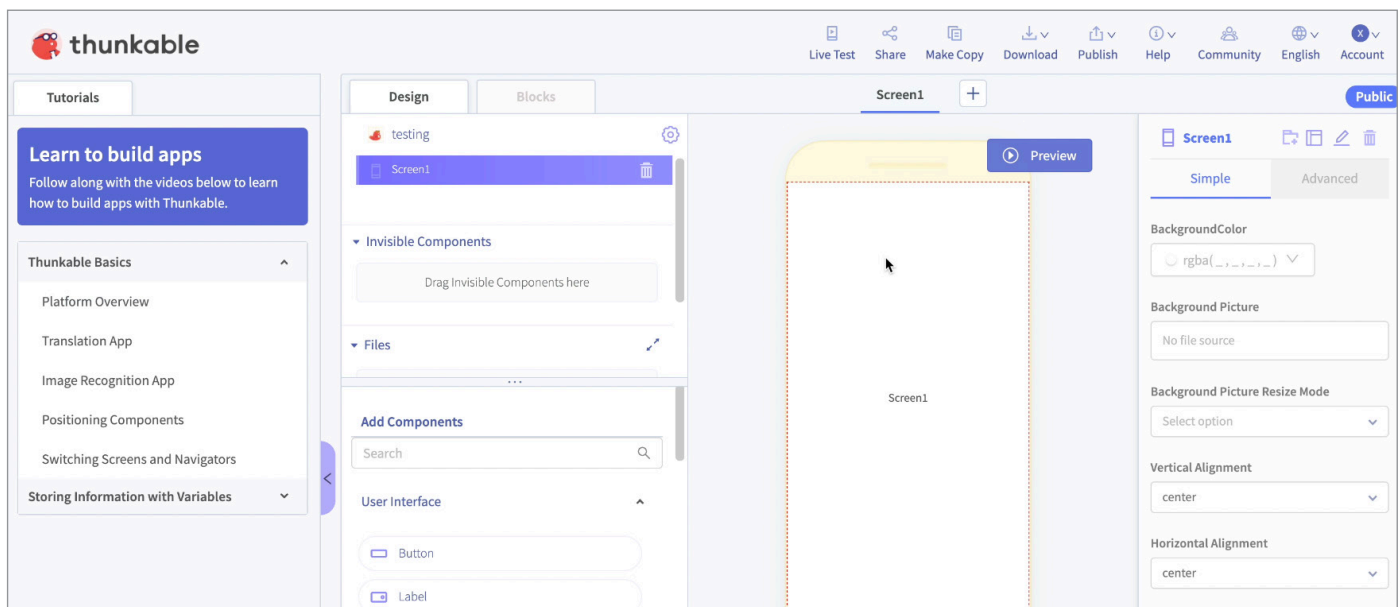 thunkable
Live Test
Share
Make Copy
Download
Publish
Help
Community
English
X
Account
Tutorials
Design
Blocks
Screen1
+
Public
Learn to build apps
Follow along with the videos below to learn
how to build apps with Thunkable.
Thunkable Basics
Platform Overview
Translation App
Image Recognition App
Positioning Components
Switching Screens and Navigators
Storing Information with Variables
testing
Screen1
Invisible Components
Drag Invisible Components here
Files
Add Components
Search
User Interface
Button
Label
Preview
Screen1
Screen1
Simple
Advanced
BackgroundColor
rgba(_,_,_,_)
Background Picture
No file source
Background Picture Resize Mode
Select option
Vertical Alignment
center
Horizontal Alignment
center